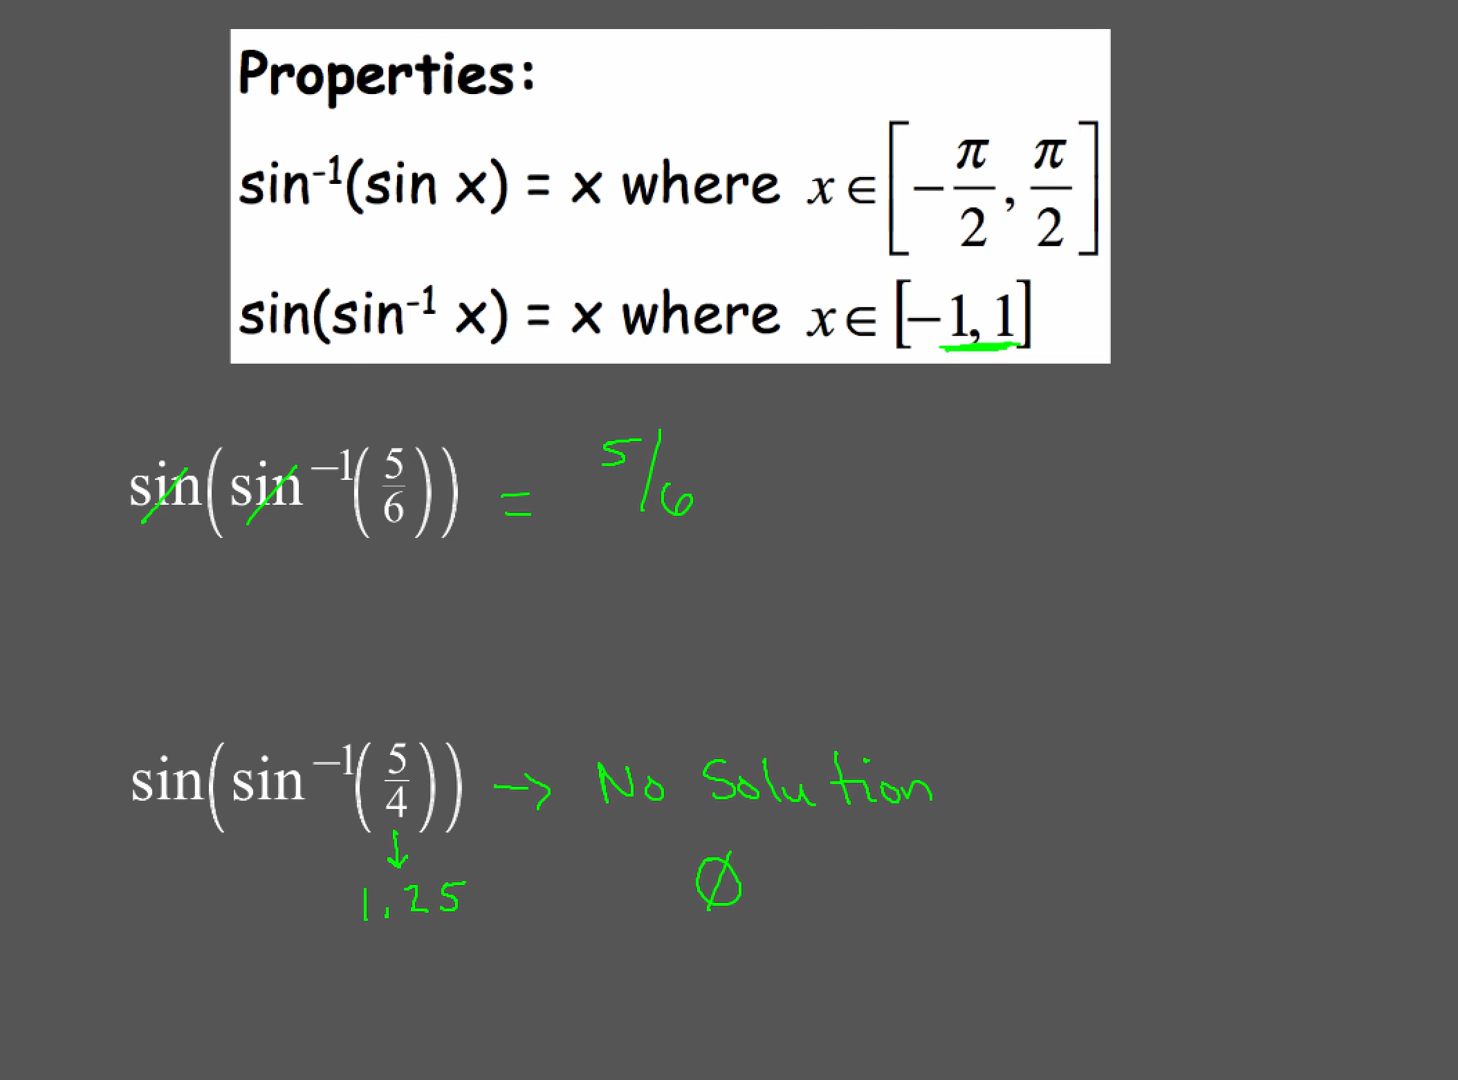 Properties:
sin⁻¹(sin x) = x where x ∈ [−π/2, π/2]
sin(sin⁻¹ x) = x where x ∈ [−1, 1]
sin(sin⁻¹(5/6)) = 5/6
sin(sin⁻¹(5/4)) → No Solution
↓
1.25 Ø